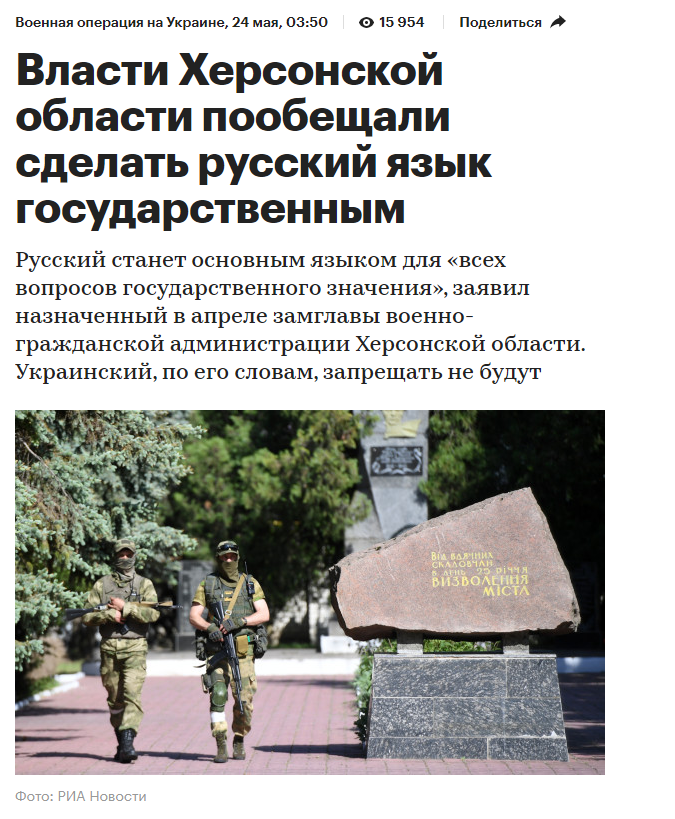 Военная операция на Украине, 24 мая, 03:50
15 954
Поделиться
Власти Херсонской
области пообещали
сделать русский язык
государственным
Русский станет основным языком для «всех
вопросов государственного значения», заявил
назначенный в апреле замглавы военно-
гражданской администрации Херсонской области.
Украинский, по его словам, запрещать не будут
Від вдячних
скадовчан
в день 25 річчя
визволення
міста
Фото: РИА Новости